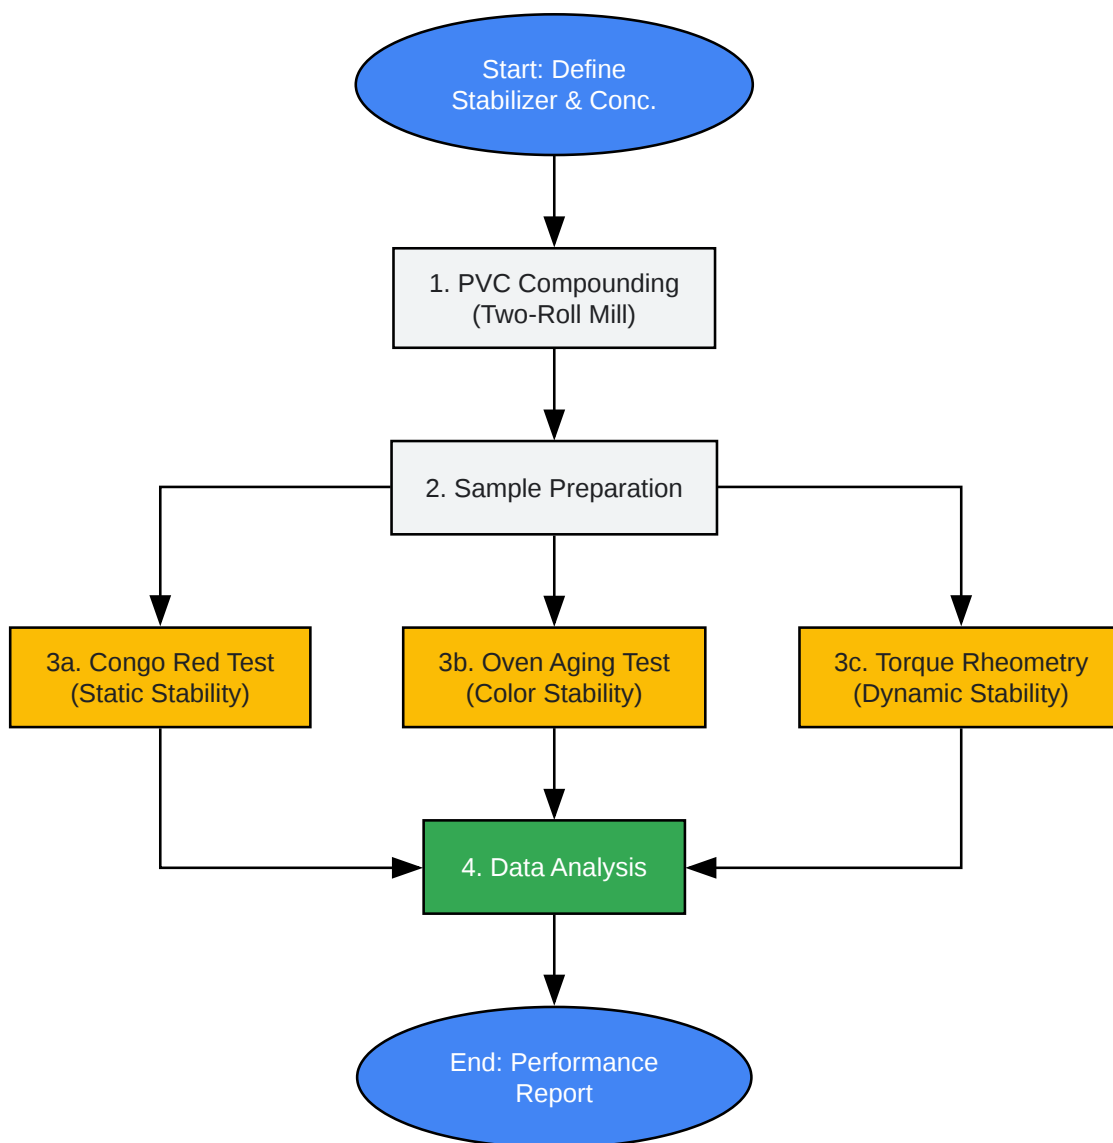 Start: Define
Stabilizer & Conc.
1. PVC Compounding
(Two-Roll Mill)
2. Sample Preparation
3a. Congo Red Test
(Static Stability)
3b. Oven Aging Test
(Color Stability)
3c. Torque Rheometry
(Dynamic Stability)
4. Data Analysis
End: Performance
Report